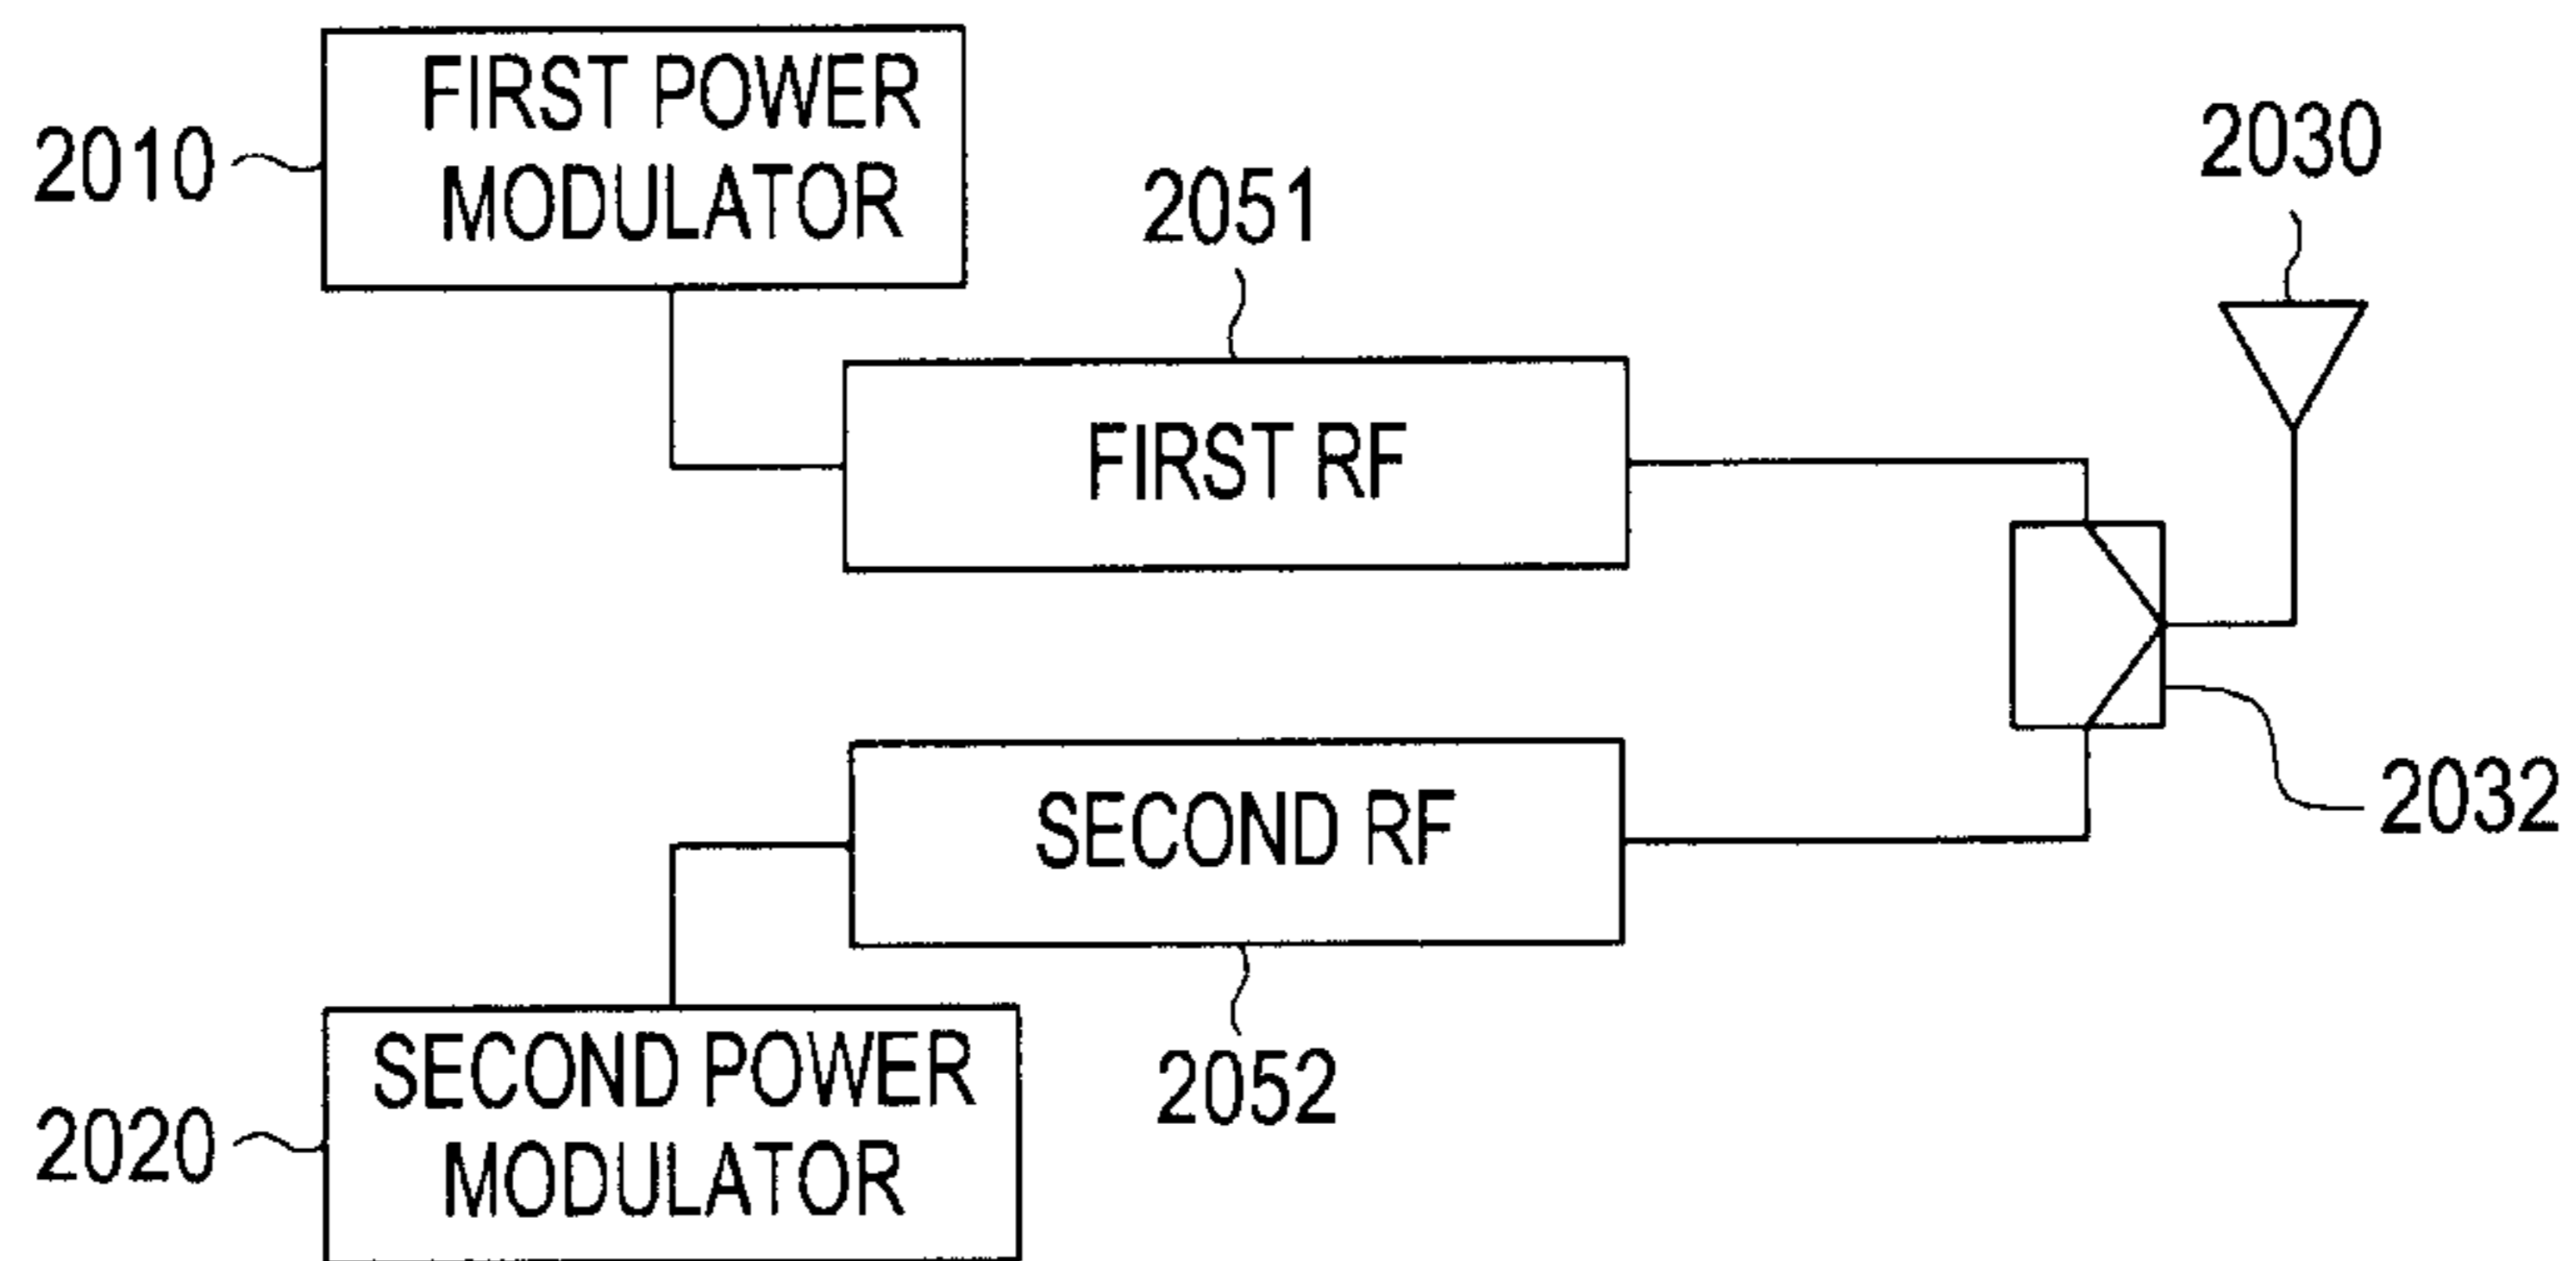 FIRST POWER
MODULATOR
2010
2051
2030
FIRST RF
SECOND RF
2032
2052
SECOND POWER
MODULATOR
2020